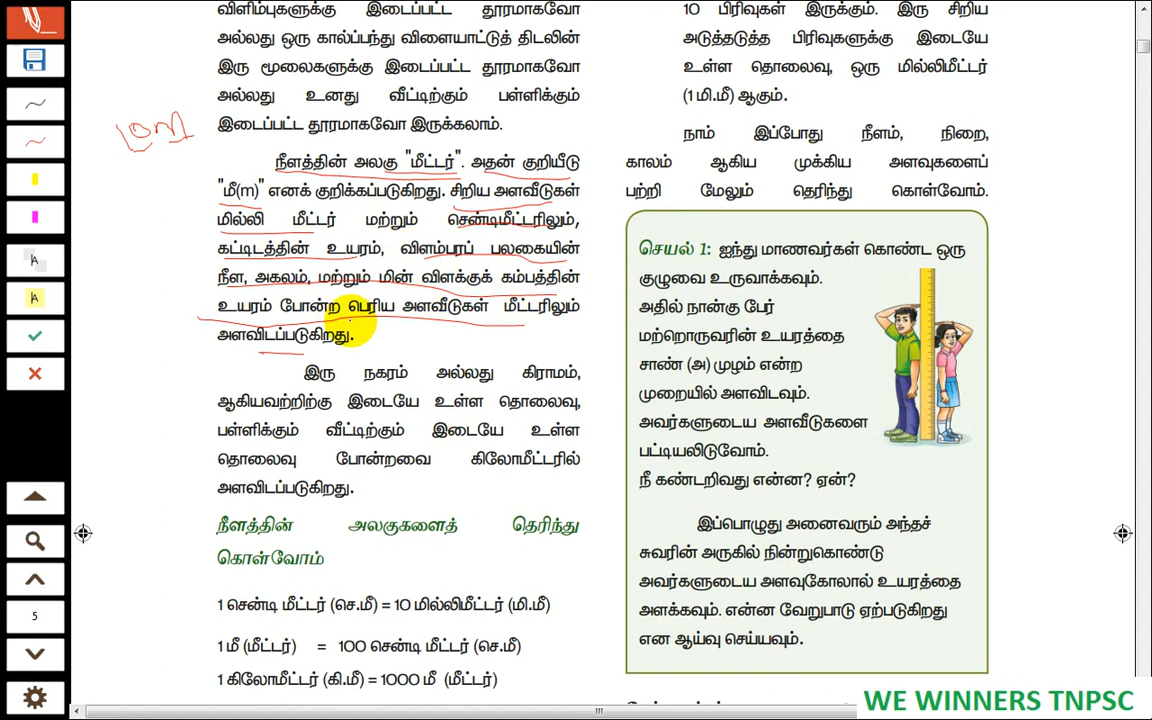 விளிம்புகளுக்கு இடைப்பட்ட தூரமாகவோ
அல்லது ஒரு கால்ப்பந்து விளையாட்டுத் திடலின்
இரு மூலைகளுக்கு இடைப்பட்ட தூரமாகவோ
அல்லது உனது வீட்டிற்கும் பள்ளிக்கும்
இடைப்பட்ட தூரமாகவோ இருக்கலாம்.
நீளத்தின் அலகு "மீட்டர்". அதன் குறியீடு
"மீ(m)" எனக் குறிக்கப்படுகிறது. சிறிய அளவீடுகள்
மில்லி மீட்டர் மற்றும் சென்டிமீட்டரிலும்,
கட்டிடத்தின் உயரம், விளம்பரப் பலகையின்
நீள, அகலம், மற்றும் மின் விளக்குக் கம்பத்தின்
உயரம் போன்ற பெரிய அளவீடுகள் மீட்டரிலும்
அளவிடப்படுகிறது.
இரு நகரம் அல்லது கிராமம்,
ஆகியவற்றிற்கு இடையே உள்ள தொலைவு,
பள்ளிக்கும் வீட்டிற்கும் இடையே உள்ள
தொலைவு போன்றவை கிலோமீட்டரில்
அளவிடப்படுகிறது.
நீளத்தின் அலகுகளைத் தெரிந்து
கொள்வோம்
1 சென்டி மீட்டர் (செ.மீ) = 10 மில்லிமீட்டர் (மி.மீ)
1 மீ (மீட்டர்) = 100 சென்டி மீட்டர் (செ.மீ)
1 கிலோமீட்டர் (கி.மீ) = 1000 மீ (மீட்டர்)
10 பிரிவுகள் இருக்கும். இரு சிறிய
அடுத்தடுத்த பிரிவுகளுக்கு இடையே
உள்ள தொலைவு, ஒரு மில்லிமீட்டர்
(1 மி.மீ) ஆகும்.
நாம் இப்போது நீளம், நிறை,
காலம் ஆகிய முக்கிய அளவுகளைப்
பற்றி மேலும் தெரிந்து கொள்வோம்.
செயல் 1: ஐந்து மாணவர்கள் கொண்ட ஒரு
குழுவை உருவாக்கவும்.
அதில் நான்கு பேர்
மற்றொருவரின் உயரத்தை
சாண் (அ) முழம் என்ற
முறையில் அளவிடவும்.
அவர்களுடைய அளவீடுகளை
பட்டியலிடுவோம்.
நீ கண்டறிவது என்ன? ஏன்?
இப்பொழுது அனைவரும் அந்தச்
சுவரின் அருகில் நின்றுகொண்டு
அவர்களுடைய அளவுகோலால் உயரத்தை
அளக்கவும். என்ன வேறுபாடு ஏற்படுகிறது
என ஆய்வு செய்யவும்.
5
WE WINNERS TNPSC